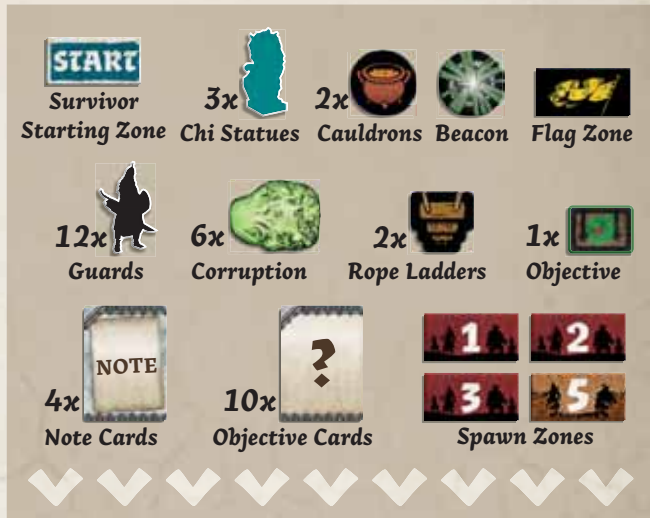 START
Survivor
Starting Zone
3x
Chi Statues
2x
Cauldrons
Beacon
Flag Zone
12x
Guards
6x
Corruption
2x
Rope Ladders
1x
Objective
NOTE
4x
Note Cards
?
10x
Objective Cards
1
2
3
5
Spawn Zones